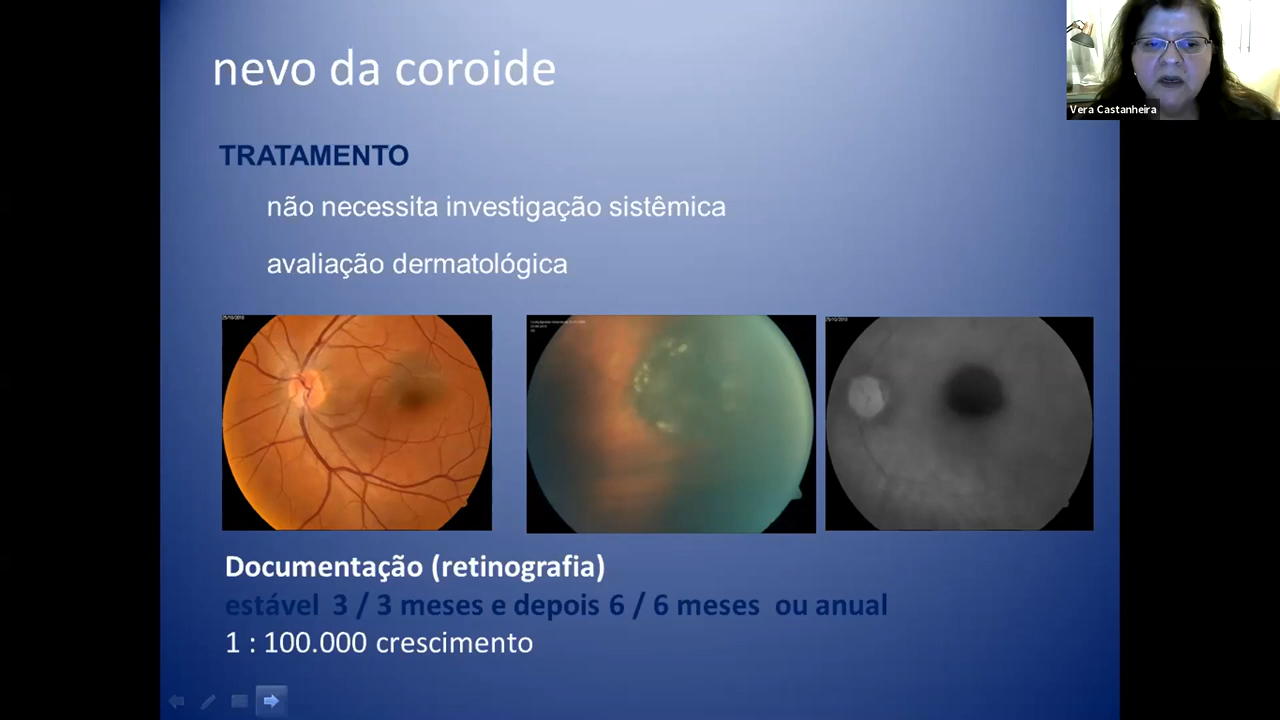 nevo da coroide
Vera Castanheira
TRATAMENTO
não necessita investigação sistêmica
avaliação dermatológica
Documentação (retinografia)
estável 3 / 3 meses e depois 6 / 6 meses ou anual
1 : 100.000 crescimento